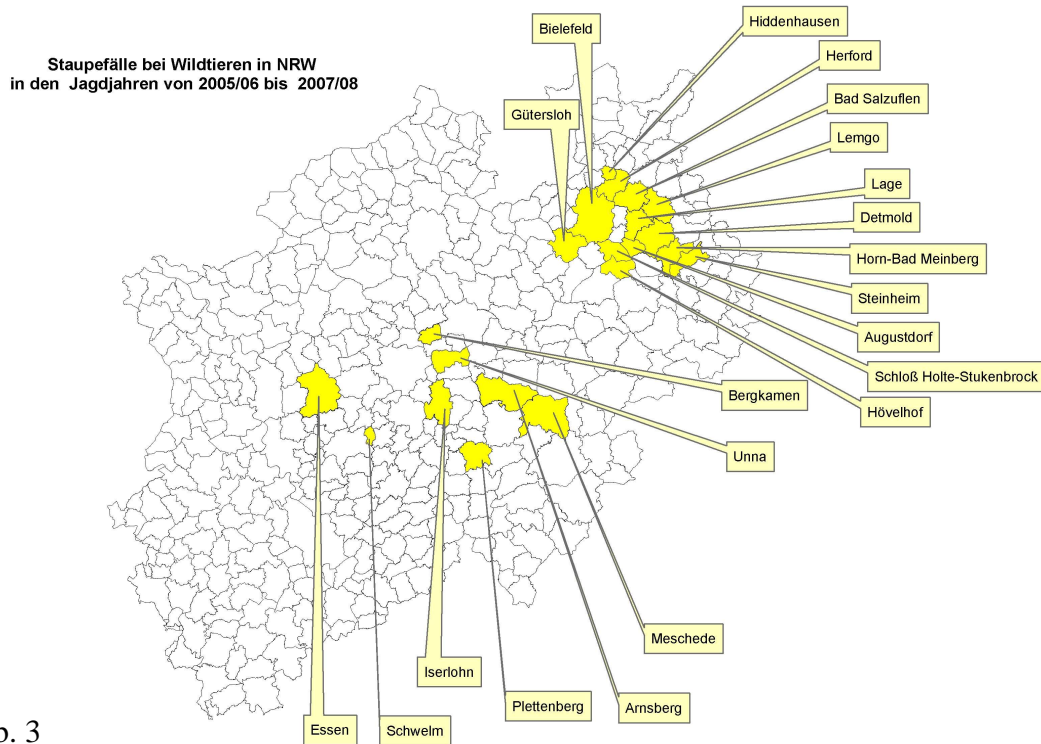 Staupefälle bei Wildtieren in NRW
in den Jagdjahren von 2005/06 bis 2007/08
Hiddenhausen
Bielefeld
Herford
Bad Salzuflen
Gütersloh
Lemgo
Lage
Detmold
Horn-Bad Meinberg
Steinheim
Augustdorf
Schloß Holte-Stukenbrock
Bergkamen
Hövelhof
Unna
Meschede
Iserlohn
Plettenberg
Arnsberg
Essen
Schwelm
b. 3